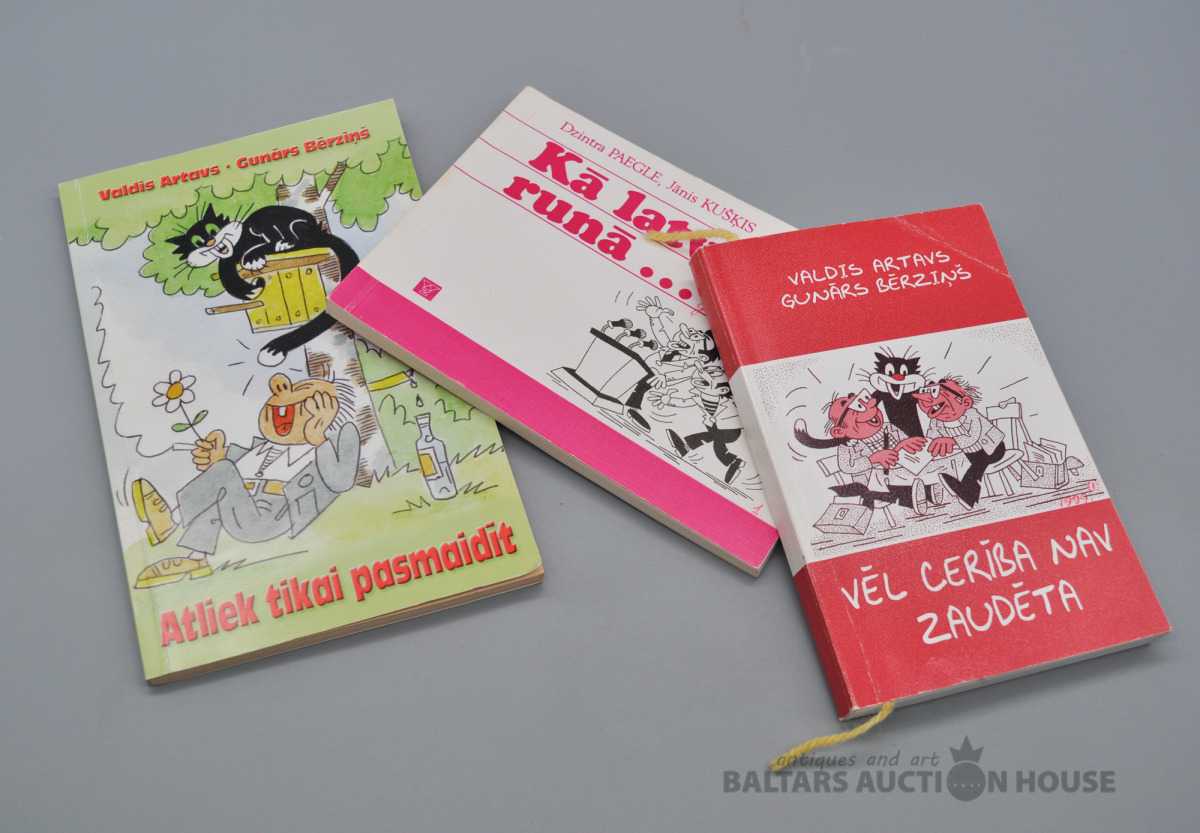 Valdis Artavs · Gunārs Bērziņš
Atliek tikai pasmaidīt
Dzintra PAEGLE, Jānis KUŠĶIS
Kā
runā...
VALDIS ARTAVS
GUNĀRS BĒRZIŅŠ
VĒL CERĪBA NAV
ZAUDĒTA
antiques and art
BALTARS AUCTION HOUSE